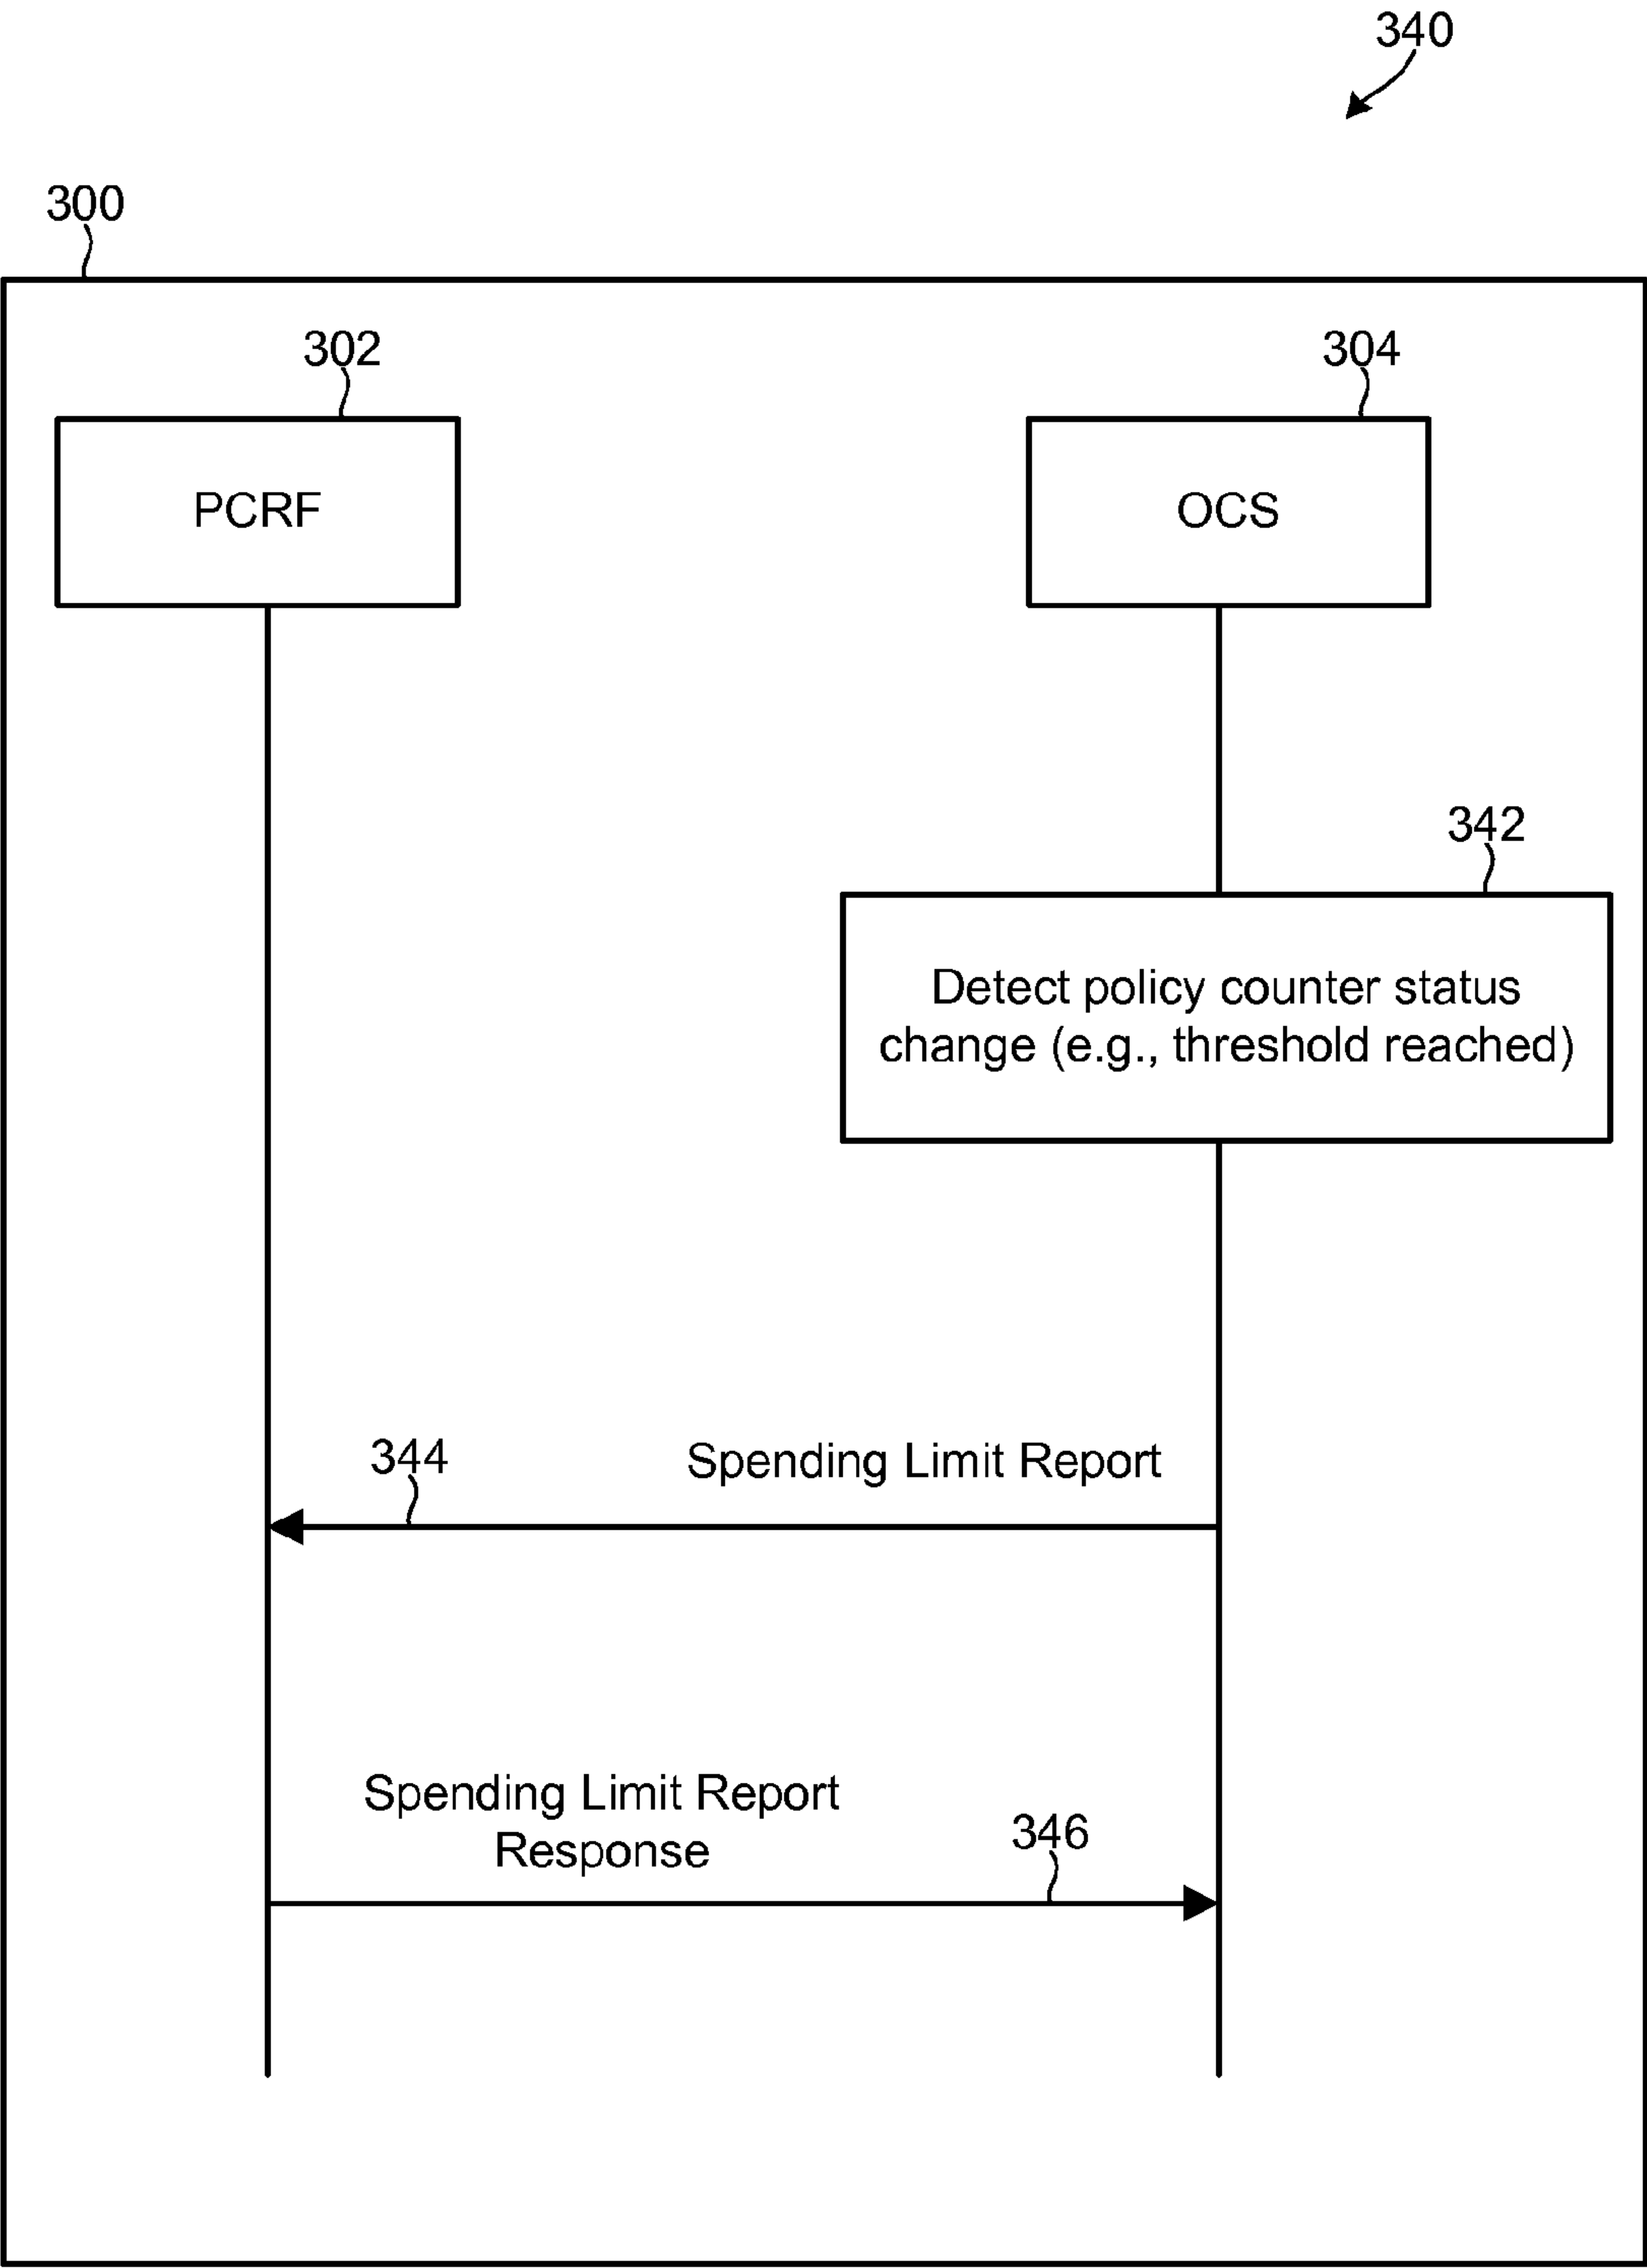 340
300
302
304
PCRF
OCS
342
Detect policy counter status
change (e.g., threshold reached)
344
Spending Limit Report
Spending Limit Report
Response
346